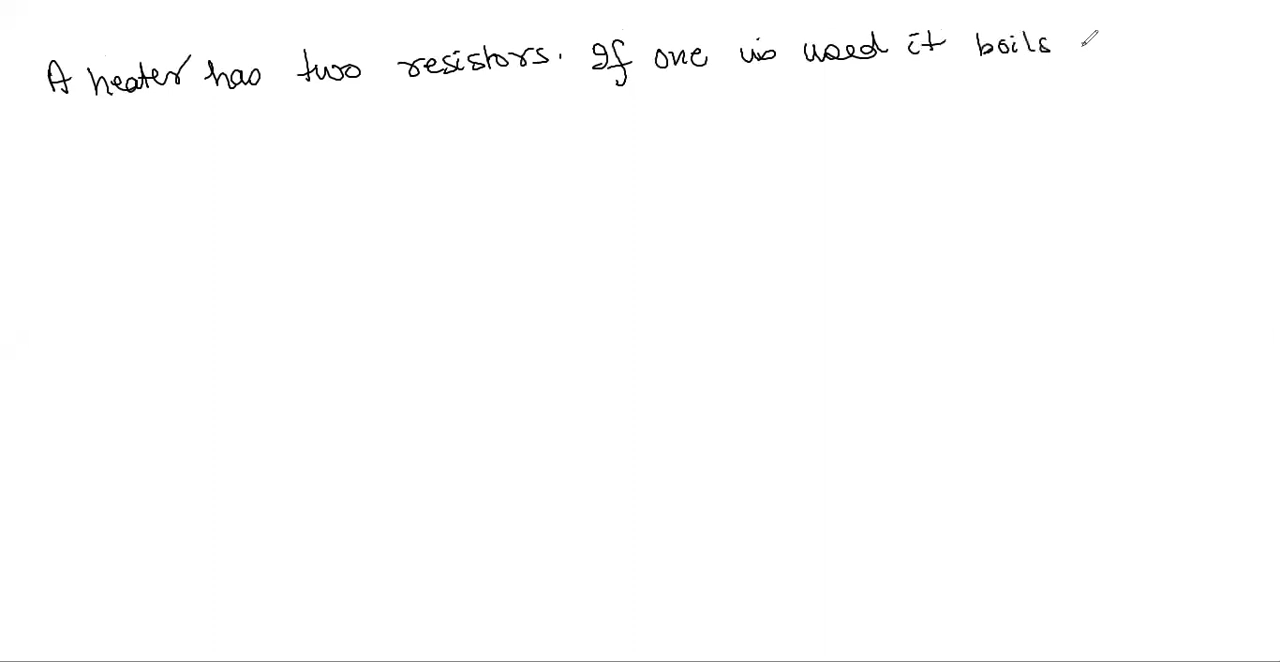 A heater has two resistors. If one is used it boils